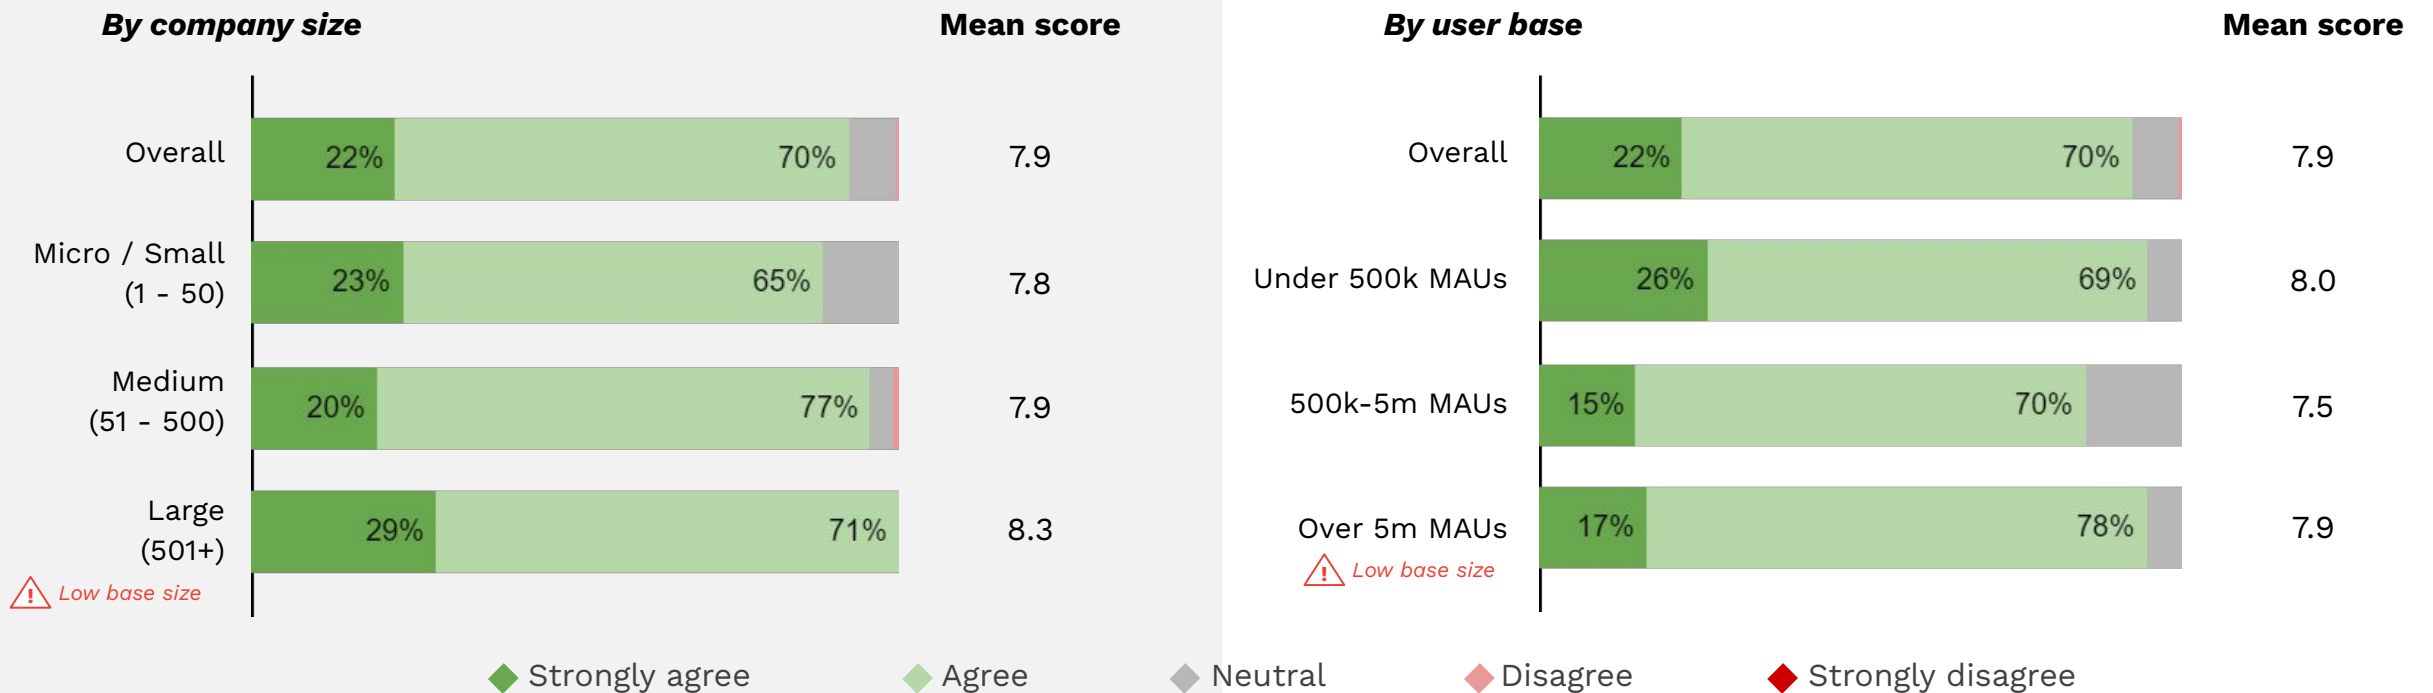 By company size
Mean score
Overall
22%
70%
7.9
Micro / Small
(1 - 50)
23%
65%
7.8
Medium
(51 - 500)
20%
77%
7.9
Large
(501+)
29%
71%
8.3
! Low base size
By user base
Mean score
Overall
22%
70%
7.9
Under 500k MAUs
26%
69%
8.0
500k-5m MAUs
15%
70%
7.5
Over 5m MAUs
17%
78%
7.9
! Low base size
Strongly agree
Agree
Neutral
Disagree
Strongly disagree